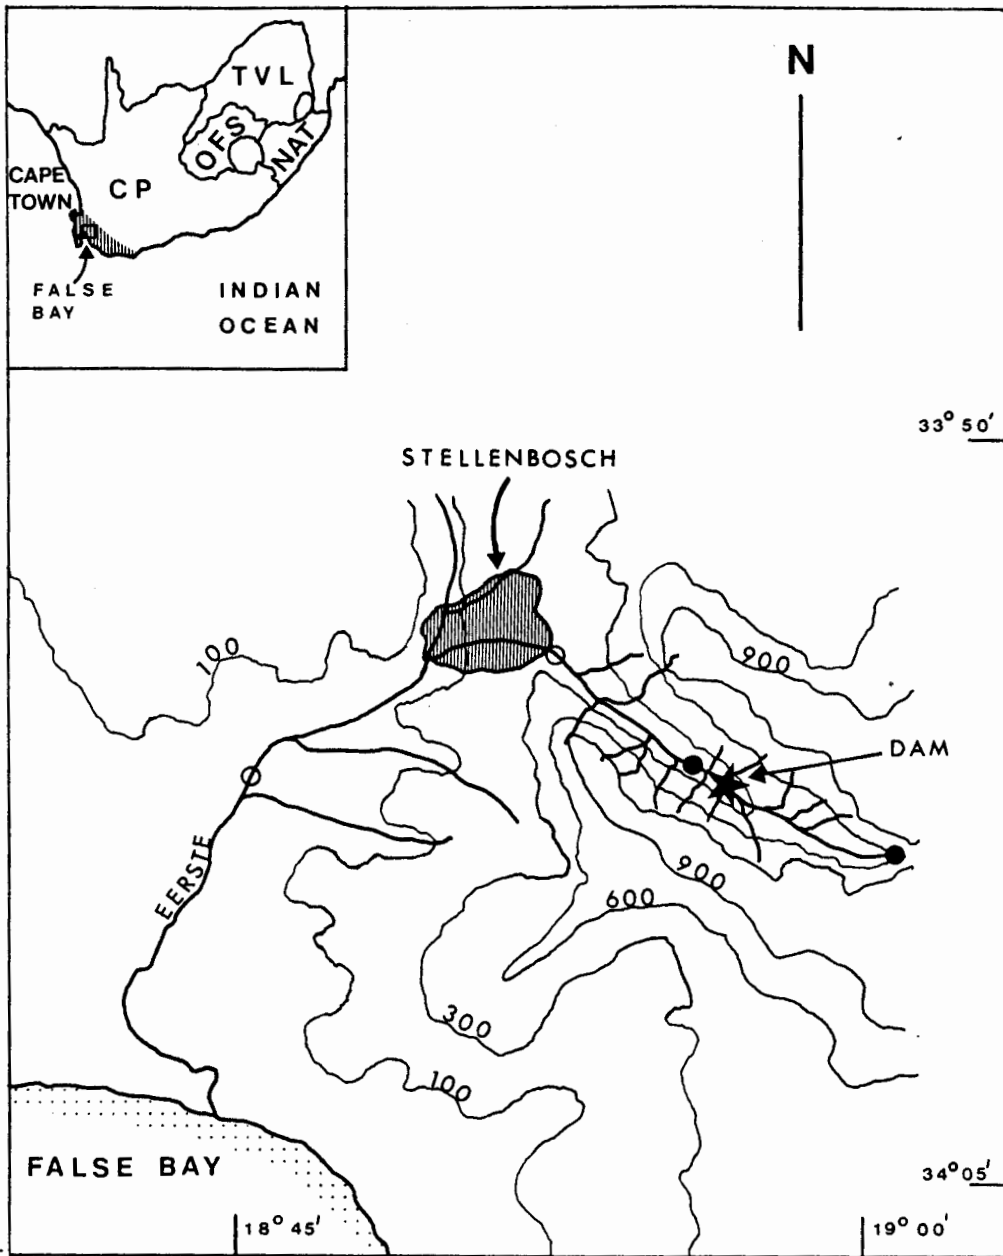 TVL
OFS
NAT
CAPE
TOWN
CP
FALSE
BAY
INDIAN
OCEAN
N
33° 50'
STELLENBOSCH
100
900
DAM
EERSTE
900
600
300
100
FALSE BAY
34° 05'
18° 45'
19° 00'